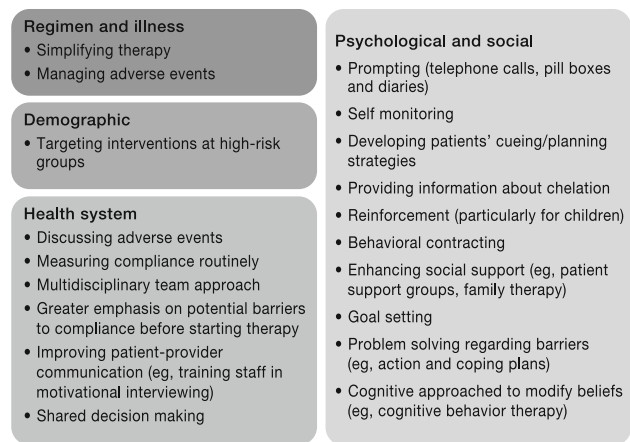 Regimen and illness
• Simplifying therapy
• Managing adverse events
Demographic
• Targeting interventions at high-risk
groups
Health system
• Discussing adverse events
• Measuring compliance routinely
• Multidisciplinary team approach
• Greater emphasis on potential barriers
to compliance before starting therapy
• Improving patient-provider
communication (eg, training staff in
motivational interviewing)
• Shared decision making
Psychological and social
• Prompting (telephone calls, pill boxes
and diaries)
• Self monitoring
• Developing patients’ cueing/planning
strategies
• Providing information about chelation
• Reinforcement (particularly for children)
• Behavioral contracting
• Enhancing social support (eg, patient
support groups, family therapy)
• Goal setting
• Problem solving regarding barriers
(eg, action and coping plans)
• Cognitive approached to modify beliefs
(eg, cognitive behavior therapy)